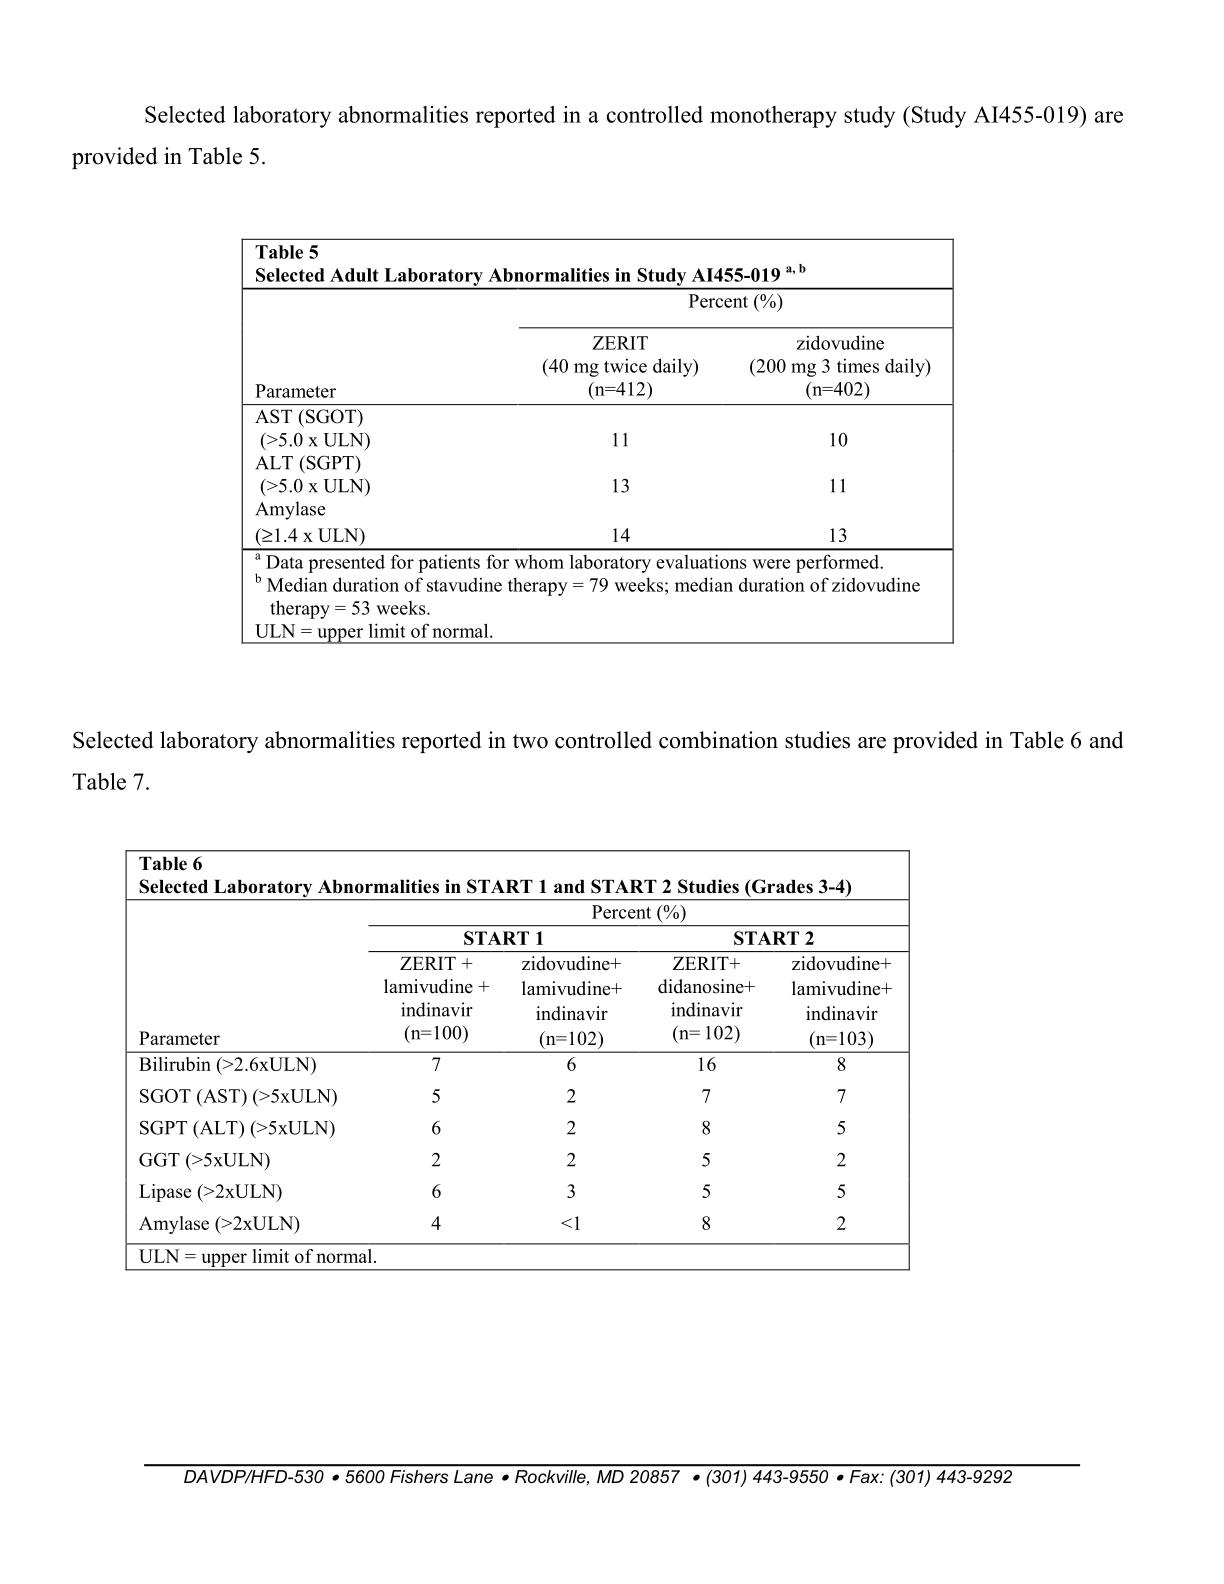 Selected laboratory abnormalities reported in a controlled monotherapy study (Study AI455-019) are
provided in Table 5.
Table 5
Selected Adult Laboratory Abnormalities in Study AI455-019 a, b
Percent (%)
ZERIT zidovudine
(40 mg twice daily) (200 mg 3 times daily)
Parameter (n=412) (n=402)
AST (SGOT)
(>5.0 x ULN) 11 10
ALT (SGPT)
(>5.0 x ULN) 13 11
Amylase
(≥1.4 x ULN) 14 13
a Data presented for patients for whom laboratory evaluations were performed.
b Median duration of stavudine therapy = 79 weeks; median duration of zidovudine
therapy = 53 weeks.
ULN = upper limit of normal.
Selected laboratory abnormalities reported in two controlled combination studies are provided in Table 6 and
Table 7.
Table 6
Selected Laboratory Abnormalities in START 1 and START 2 Studies (Grades 3-4)
Percent (%)
START 1 START 2
ZERIT + zidovudine+ ZERIT+ zidovudine+
lamivudine + lamivudine+ didanosine+ lamivudine+
indinavir indinavir indinavir indinavir
Parameter (n=100) (n=102) (n= 102) (n=103)
Bilirubin (>2.6xULN) 7 6 16 8
SGOT (AST) (>5xULN) 5 2 7 7
SGPT (ALT) (>5xULN) 6 2 8 5
GGT (>5xULN) 2 2 5 2
Lipase (>2xULN) 6 3 5 5
Amylase (>2xULN) 4 <1 8 2
ULN = upper limit of normal.
DAVDP/HFD-530 • 5600 Fishers Lane • Rockville, MD 20857 • (301) 443-9550 • Fax: (301) 443-9292